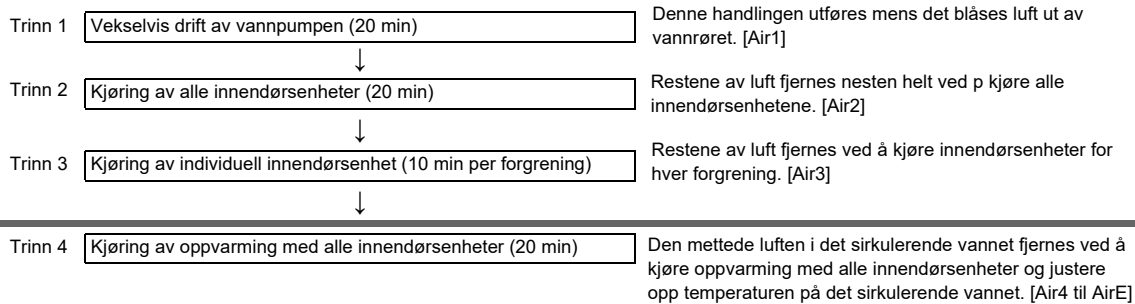 Trinn 1 Vekselvis drift av vannpumpen (20 min)
Denne handlingen utføres mens det blåses luft ut av
vannrøret. [Air1]
↓
Trinn 2 Kjøring av alle innendørsenheter (20 min)
Restene av luft fjernes nesten helt ved p kjøre alle
innendørsenhetene. [Air2]
↓
Trinn 3 Kjøring av individuell innendørsenhet (10 min per forgrening)
Restene av luft fjernes ved å kjøre innendørsenheter for
hver forgrening. [Air3]
↓
Trinn 4 Kjøring av oppvarming med alle innendørsenheter (20 min)
Den mettede luften i det sirkulerende vannet fjernes ved å
kjøre oppvarming med alle innendørsenheter og justere
opp temperaturen på det sirkulerende vannet. [Air4 til AirE]